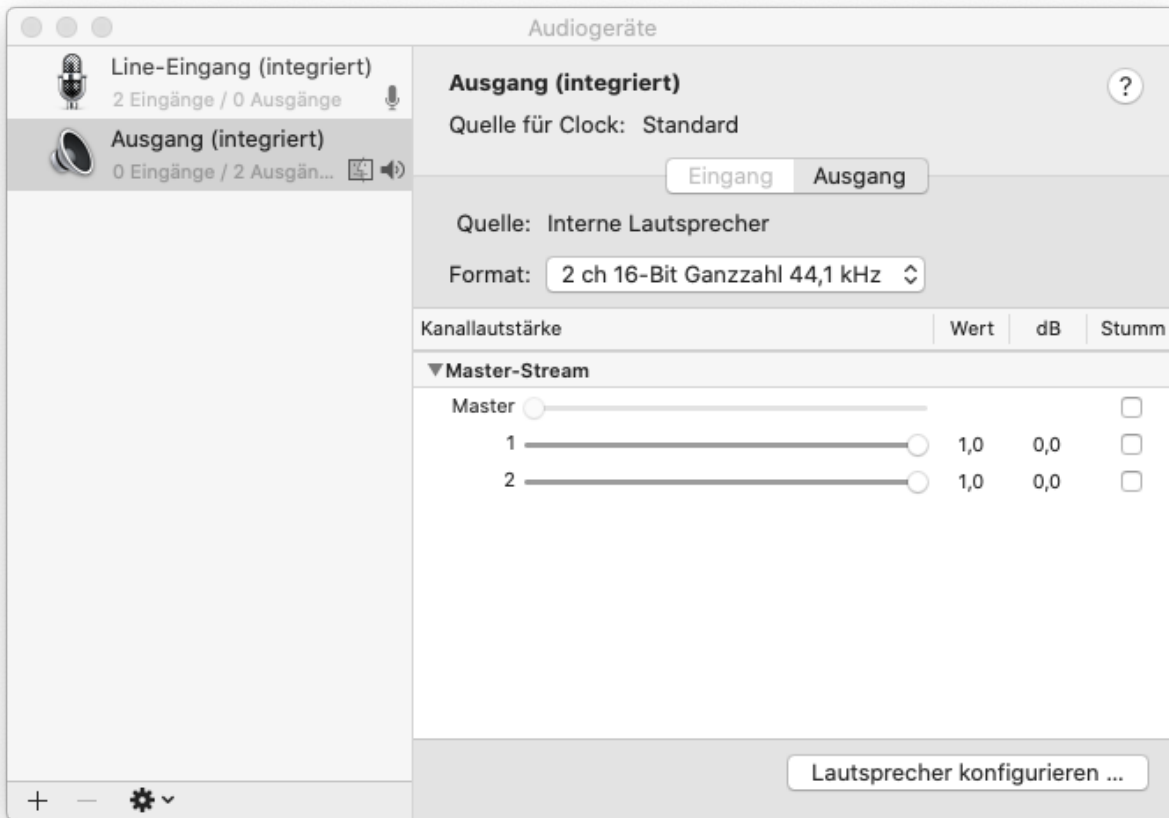 Audiogeräte
Line-Eingang (integriert)
2 Eingänge / 0 Ausgänge
Ausgang (integriert)
0 Eingänge / 2 Ausgän...
Ausgang (integriert)
?
Quelle für Clock: Standard
Eingang Ausgang
Quelle: Interne Lautsprecher
Format: 2 ch 16-Bit Ganzzahl 44,1 kHz
Kanallautstärke Wert dB Stumm
Master-Stream
Master
1 1,0 0,0
2 1,0 0,0
Lautsprecher konfigurieren ...